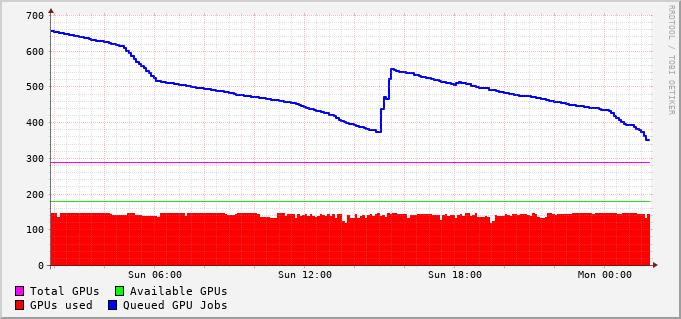 700
600
500
400
300
200
100
0
Sun 06:00 Sun 12:00 Sun 18:00 Mon 00:00
Total GPUs Available GPUs
GPUs used Queued GPU Jobs
RRDTOOL / TOBI OETIKER